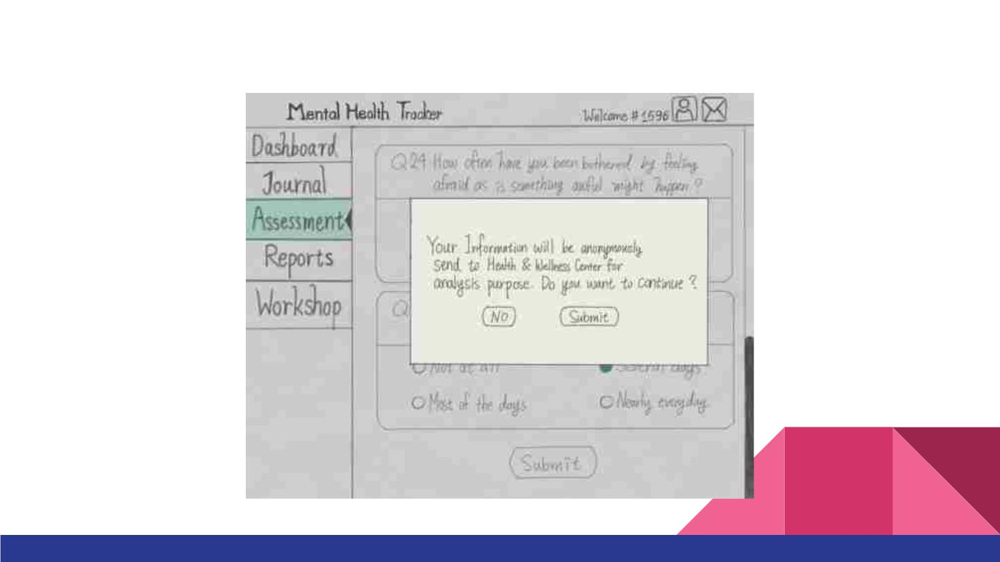 Mental Health Tracker
Welcome #1596
Dashboard
Journal
Assessment
Reports
Workshop
Q24 How often have you been bothered by feeling
afraid as is something awful might happen?
Your Information will be anonymously
send to Health & Wellness Center for
analysis purpose. Do you want to continue?
NO
Submit
Q
Not at all
Several days
Most of the days
Nearly everyday
Submit